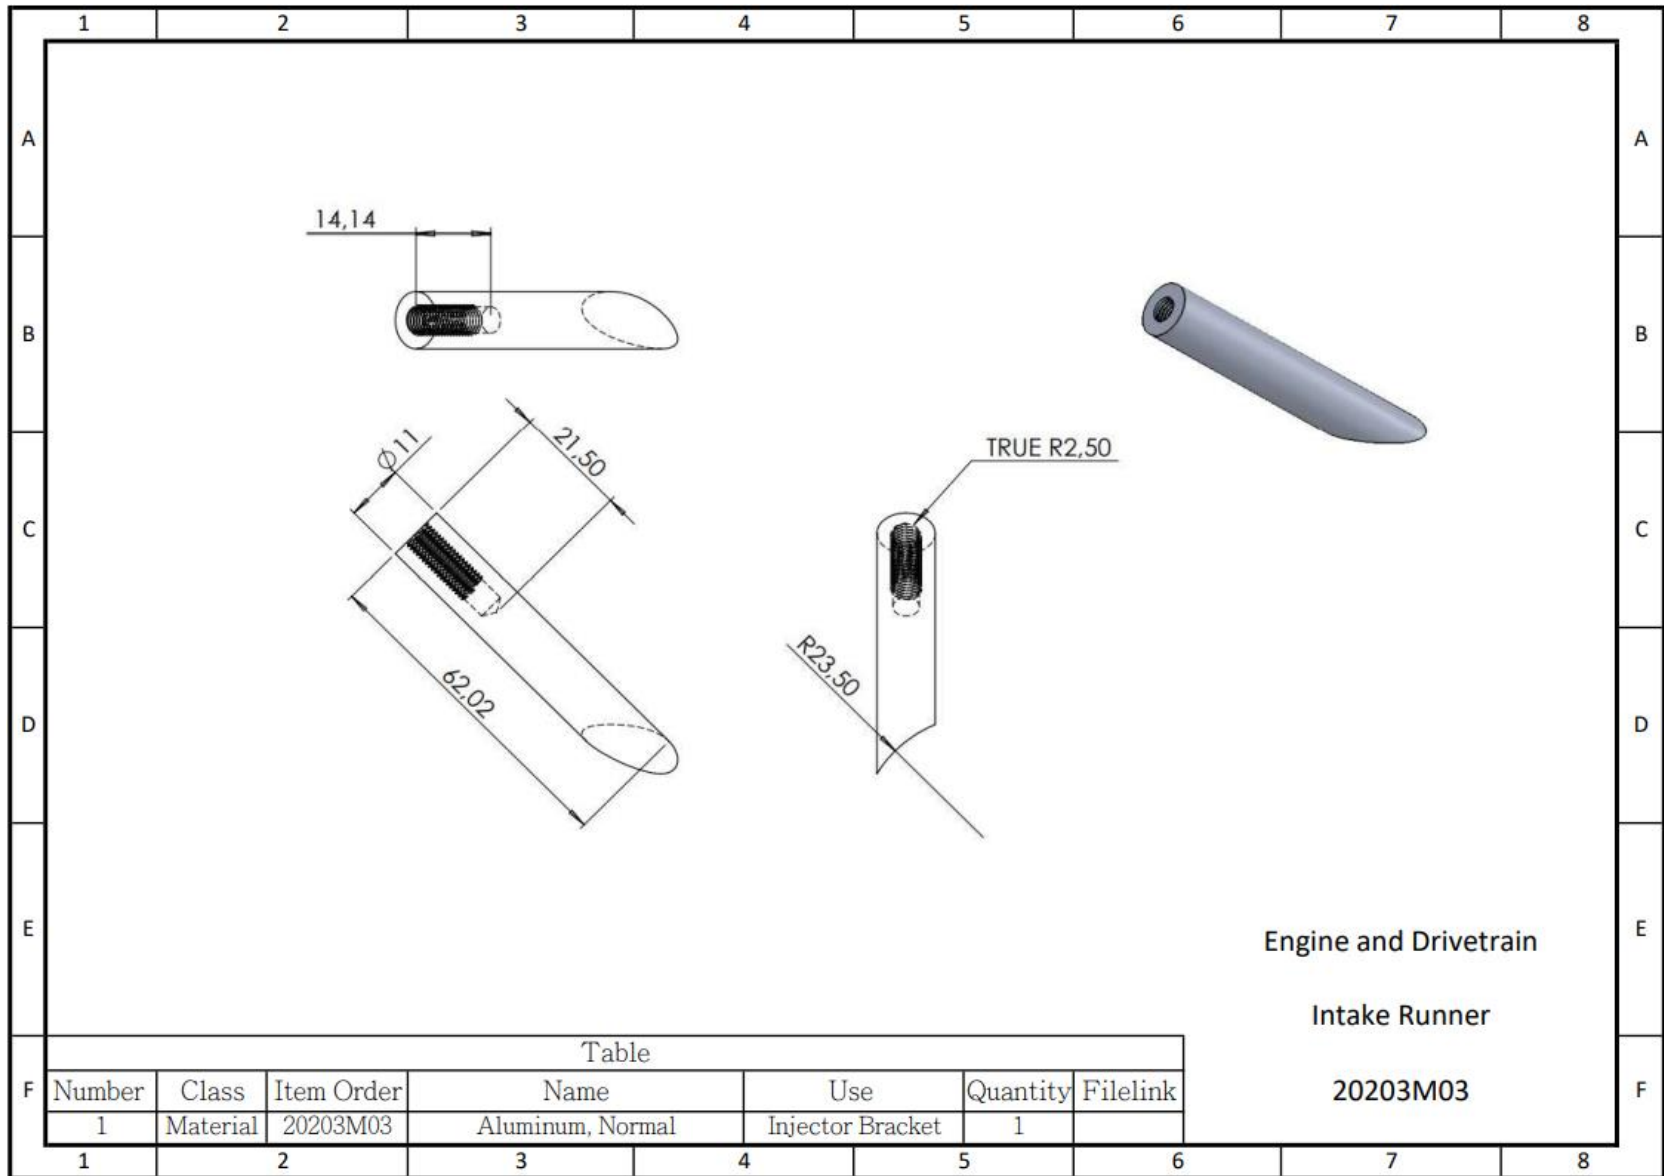 1 2 3 4 5 6 7 8
A A
14,14
B B
TRUE R2,50
Ø11
21,50
C C
R23,50
62,02
D D
E E
Engine and Drivetrain
Intake Runner
Table
F Number Class Item Order Name Use Quantity Filelink 20203M03 F
1 Material 20203M03 Aluminum, Normal Injector Bracket 1
1 2 3 4 5 6 7 8